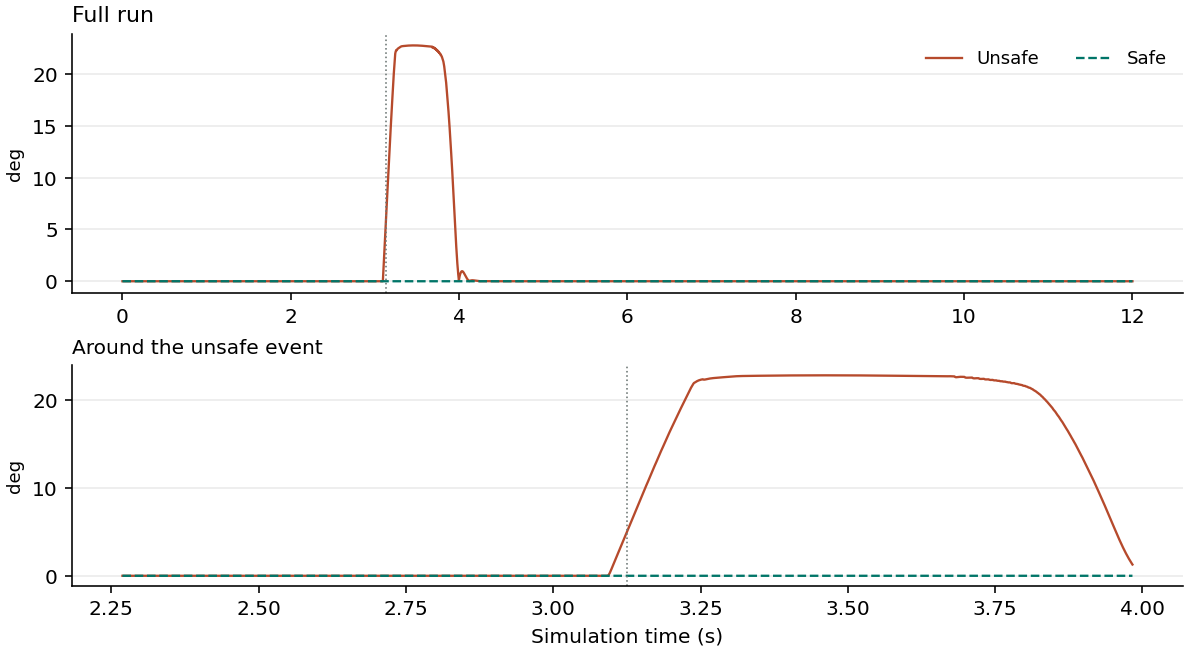 Full run
Unsafe Safe
deg
20
15
10
5
0
0 2 4 6 8 10 12
Around the unsafe event
deg
20
10
0
2.25 2.50 2.75 3.00 3.25 3.50 3.75 4.00
Simulation time (s)